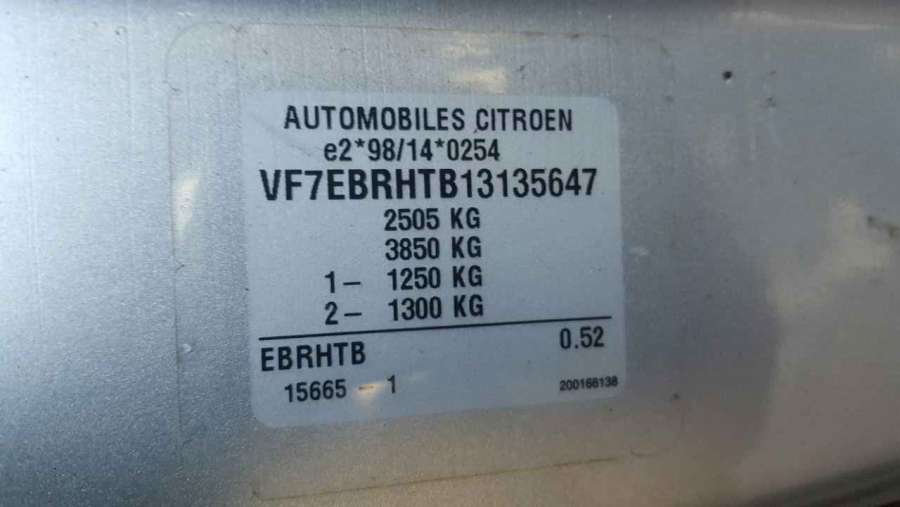 AUTOMOBILES CITROEN
e2*98/14*0254
VF7EBRHTB13135647
2505 KG
3850 KG
1- 1250 KG
2- 1300 KG
EBRHTB 0.52
15665 - 1 200166138